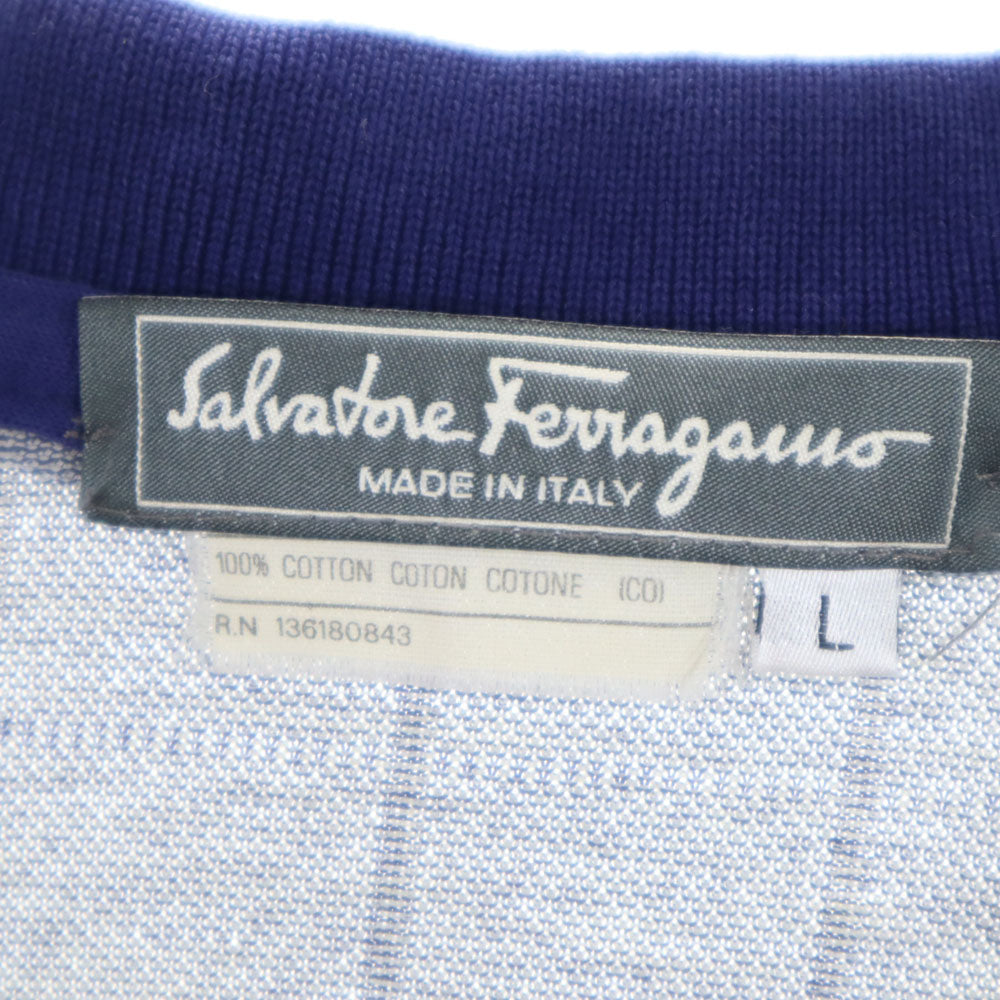 Salvatore Ferragamo
MADE IN ITALY
100% COTTON COTON COTONE (CO)
R.N 136180843
L